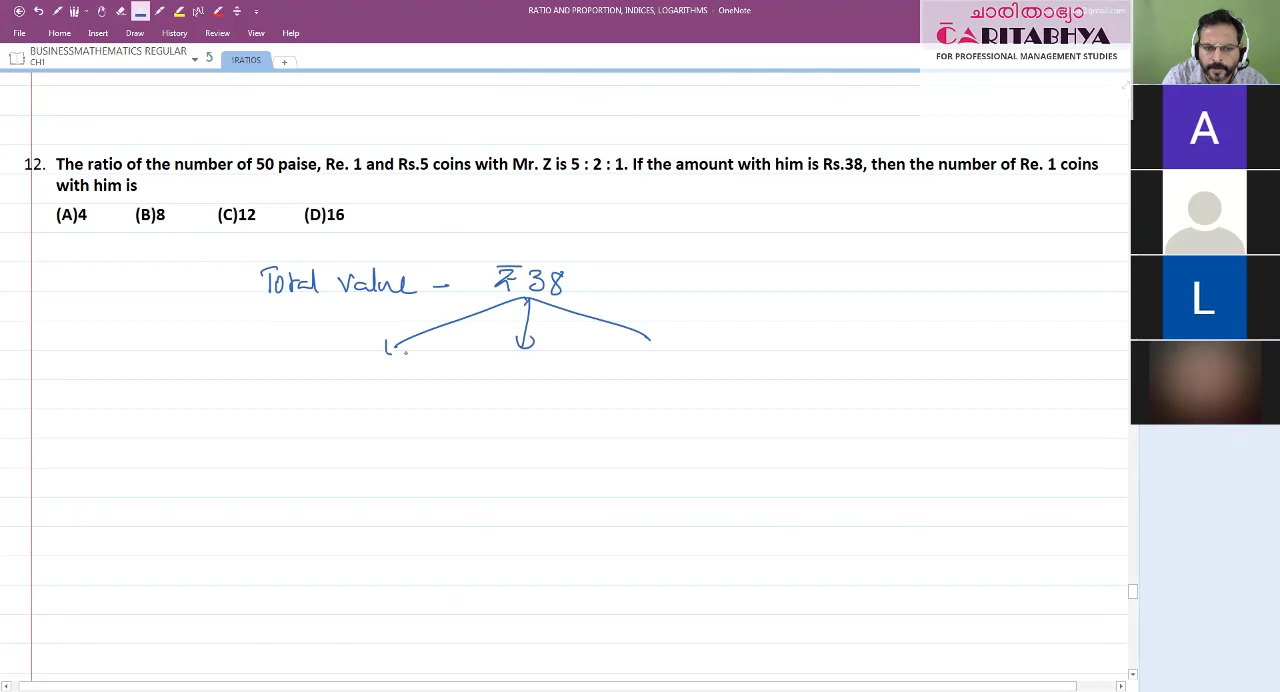 RATIO AND PROPORTION, INDICES, LOGARITHMS - OneNote
File Home Insert Draw History Review View Help
BUSINESSMATHEMATICS REGULAR
CH1
1RATIOS
ചാരിതാഭ്യാ
CARITABHYA
FOR PROFESSIONAL MANAGEMENT STUDIES
12. The ratio of the number of 50 paise, Re. 1 and Rs.5 coins with Mr. Z is 5 : 2 : 1. If the amount with him is Rs.38, then the number of Re. 1 coins
with him is
(A)4 (B)8 (C)12 (D)16
Total value - ₹ 38
A
L